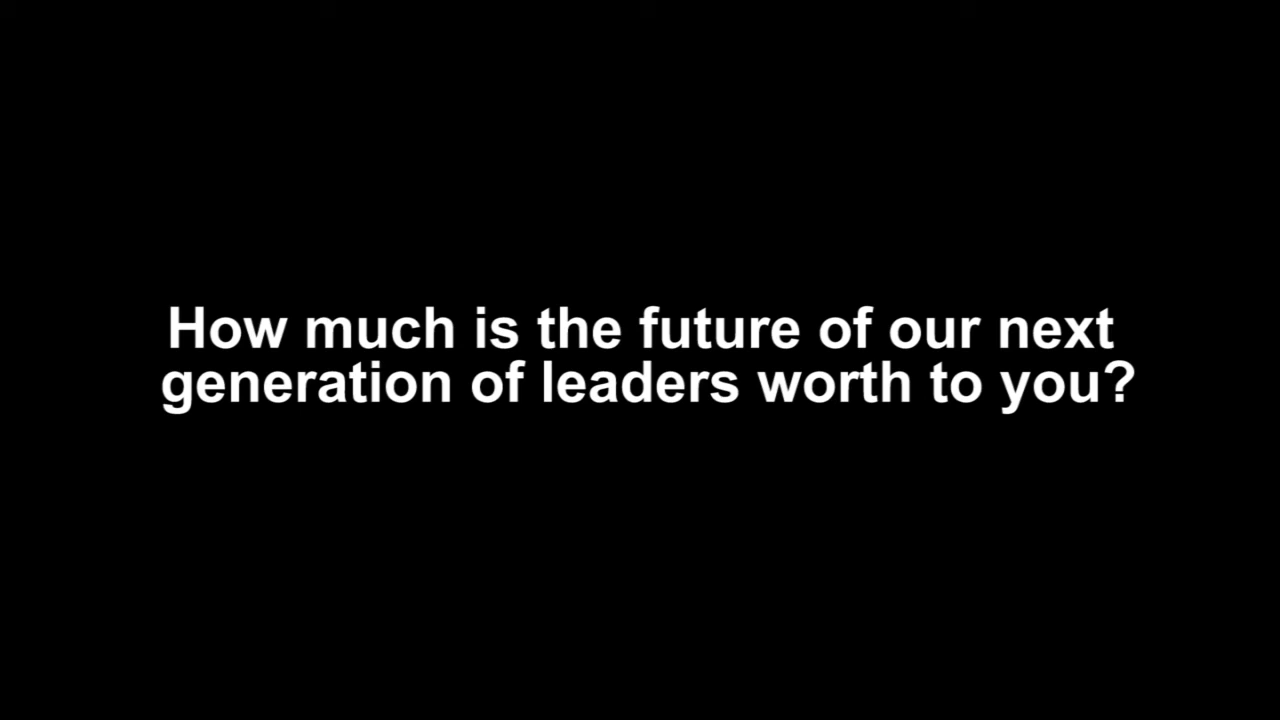 How much is the future of our next
generation of leaders worth to you?